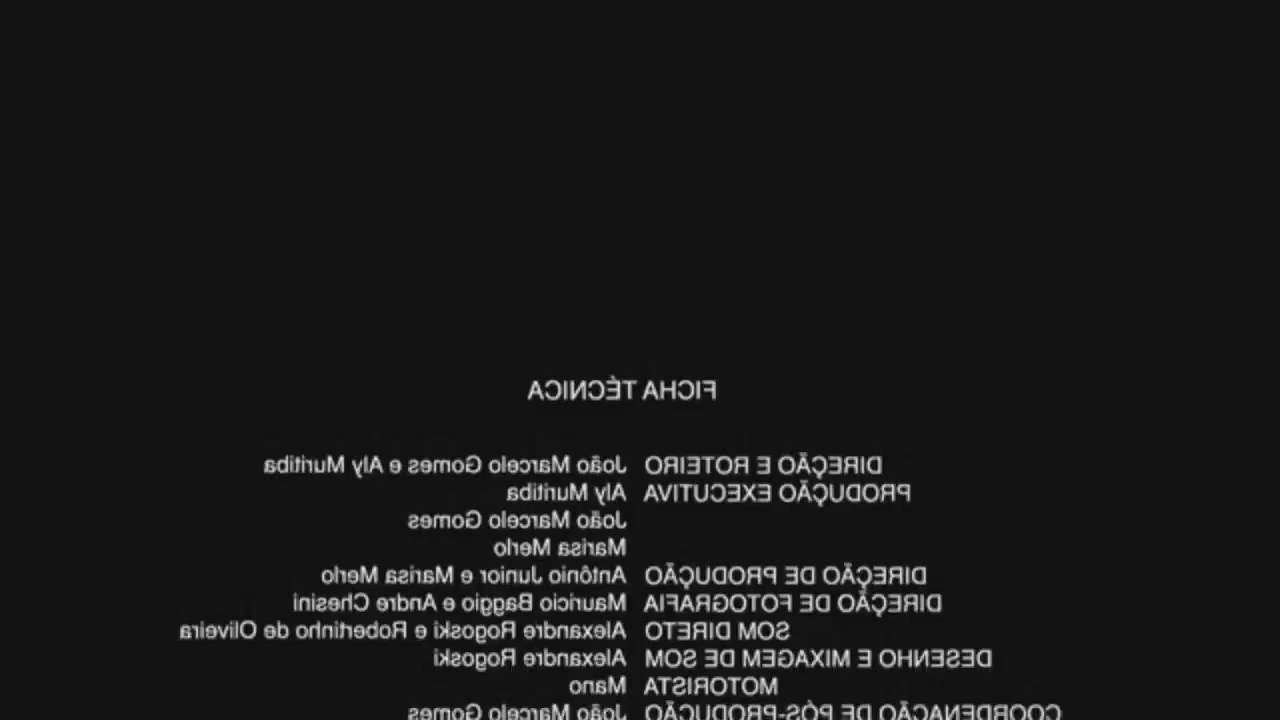 FICHA TÉCNICA
DIREÇÃO E ROTEIRO João Marcelo Gomes e Aly Muritiba
PRODUÇÃO EXECUTIVA Aly Muritiba
João Marcelo Gomes
Marisa Merlo
DIREÇÃO DE PRODUÇÃO Antônio Junior e Marisa Merlo
DIREÇÃO DE FOTOGRAFIA Mauricio Baggio e Andre Chesini
SOM DIRETO Alexandre Rogoski e Robertinho de Oliveira
DESENHO E MIXAGEM DE SOM Alexandre Rogoski
MOTORISTA Mano
COORDENAÇÃO DE PÓS-PRODUÇÃO João Marcelo Gomes